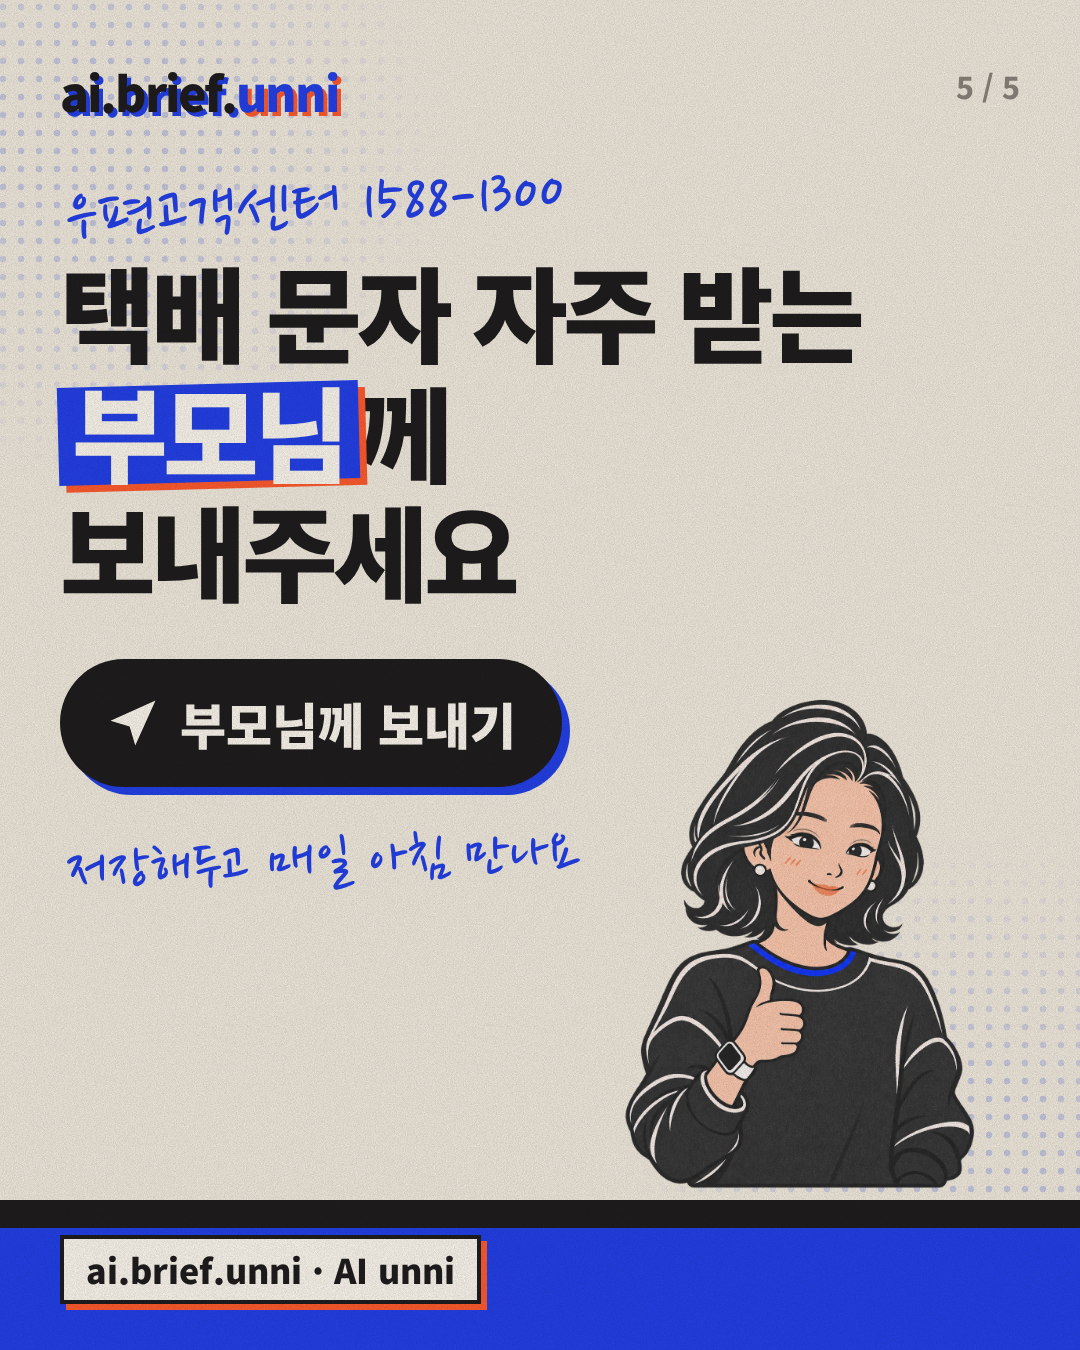 ai.brief.unni
5 / 5
우편고객센터 1588-1300
택배 문자 자주 받는
부모님께
보내주세요
부모님께 보내기
저장해두고 매일 아침 만나요
ai.brief.unni · AI unni